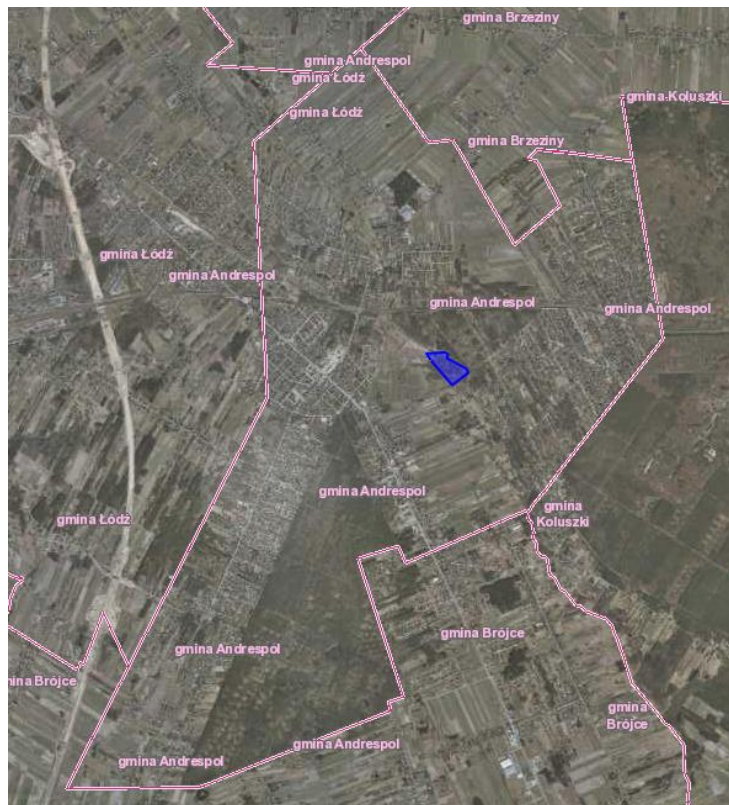 gmina Brzeziny
gmina Andrespol
gmina Łódź
gmina Koluszki
gmina Łódź
gmina Brzeziny
gmina Łódź
gmina Andrespol
gmina Andrespol
gmina Andrespol
gmina Andrespol
gmina
Koluszki
gmina Łódź
gmina Brójce
gmina Andrespol
mina Brójce
gmina
Brójce
gmina Andrespol
gmina Andrespol